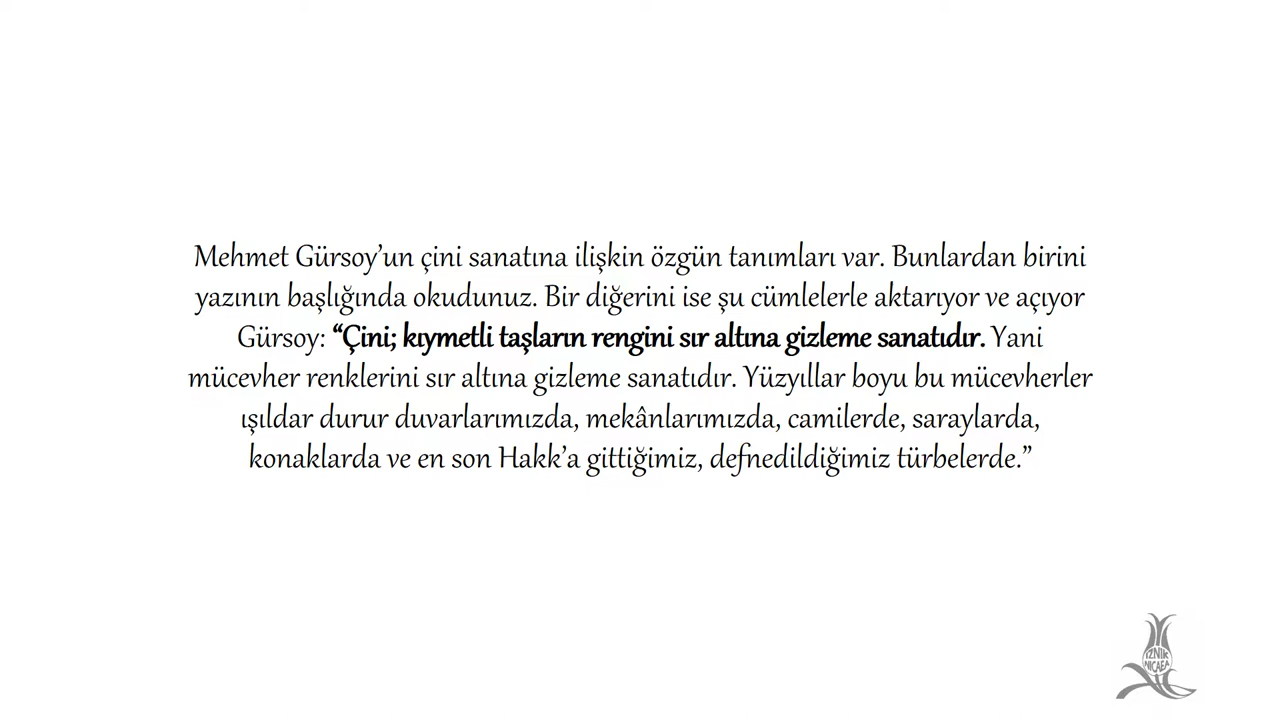 Mehmet Gürsoy’un çini sanatına ilişkin özgün tanımları var. Bunlardan birini
yazının başlığında okudunuz. Bir diğerini ise şu cümlelerle aktarıyor ve açıyor
Gürsoy: “Çini; kıymetli taşların rengini sır altına gizleme sanatıdır. Yani
mücevher renklerini sır altına gizleme sanatıdır. Yüzyıllar boyu bu mücevherler
ışıldar durur duvarlarımızda, mekânlarımızda, camilerde, saraylarda,
konaklarda ve en son Hakk’a gittiğimiz, defnedildiğimiz türbelerde.”
İZNİK
NICAEA